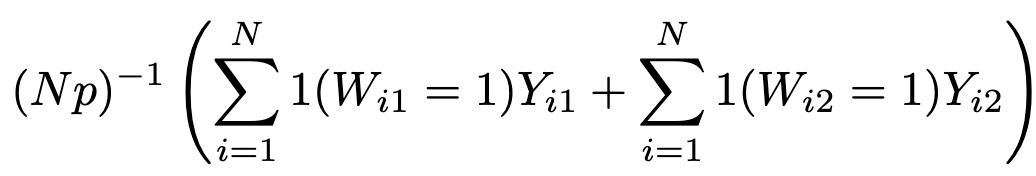 (Np)^{-1} \left( \sum_{i=1}^{N} 1(W_{i1} = 1)Y_{i1} + \sum_{i=1}^{N} 1(W_{i2} = 1)Y_{i2} \right)